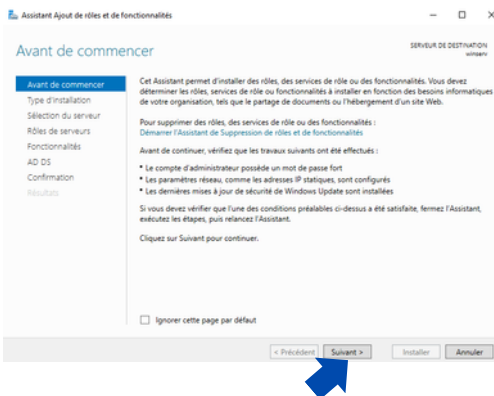 Assistant Ajout de rôles et de fonctionnalités
Avant de commencer
SERVEUR DE DESTINATION
winserv
Avant de commencer
Type d'installation
Sélection du serveur
Rôles de serveurs
Fonctionnalités
AD DS
Confirmation
Résultats
Cet Assistant permet d'installer des rôles, des services de rôle ou des fonctionnalités. Vous devez
déterminer les rôles, services de rôle ou fonctionnalités à installer en fonction des besoins informatiques
de votre organisation, tels que le partage de documents ou l'hébergement d'un site Web.
Pour supprimer des rôles, des services de rôle ou des fonctionnalités :
Démarrer l'Assistant de Suppression de rôles et de fonctionnalités
Avant de continuer, vérifiez que les travaux suivants ont été effectués :
• Le compte d'administrateur possède un mot de passe fort
• Les paramètres réseau, comme les adresses IP statiques, sont configurés
• Les dernières mises à jour de sécurité de Windows Update sont installées
Si vous devez vérifier que l'une des conditions préalables ci-dessus a été satisfaite, fermez l'Assistant,
exécutez les étapes, puis relancez l'Assistant.
Cliquez sur Suivant pour continuer.
Ignorer cette page par défaut
< Précédent
Suivant >
Installer
Annuler